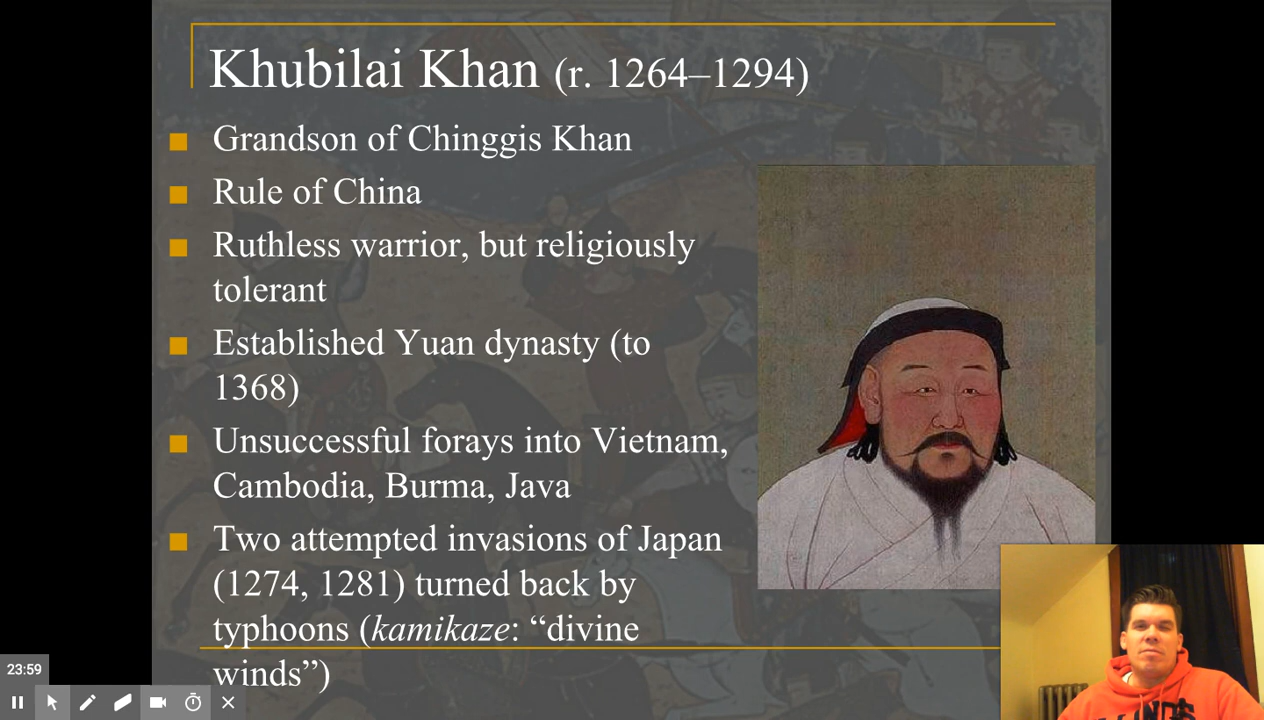 Khubilai Khan (r. 1264–1294)
Grandson of Chinggis Khan
Rule of China
Ruthless warrior, but religiously
tolerant
Established Yuan dynasty (to
1368)
Unsuccessful forays into Vietnam,
Cambodia, Burma, Java
Two attempted invasions of Japan
(1274, 1281) turned back by
typhoons (kamikaze: “divine
winds”)
23:59